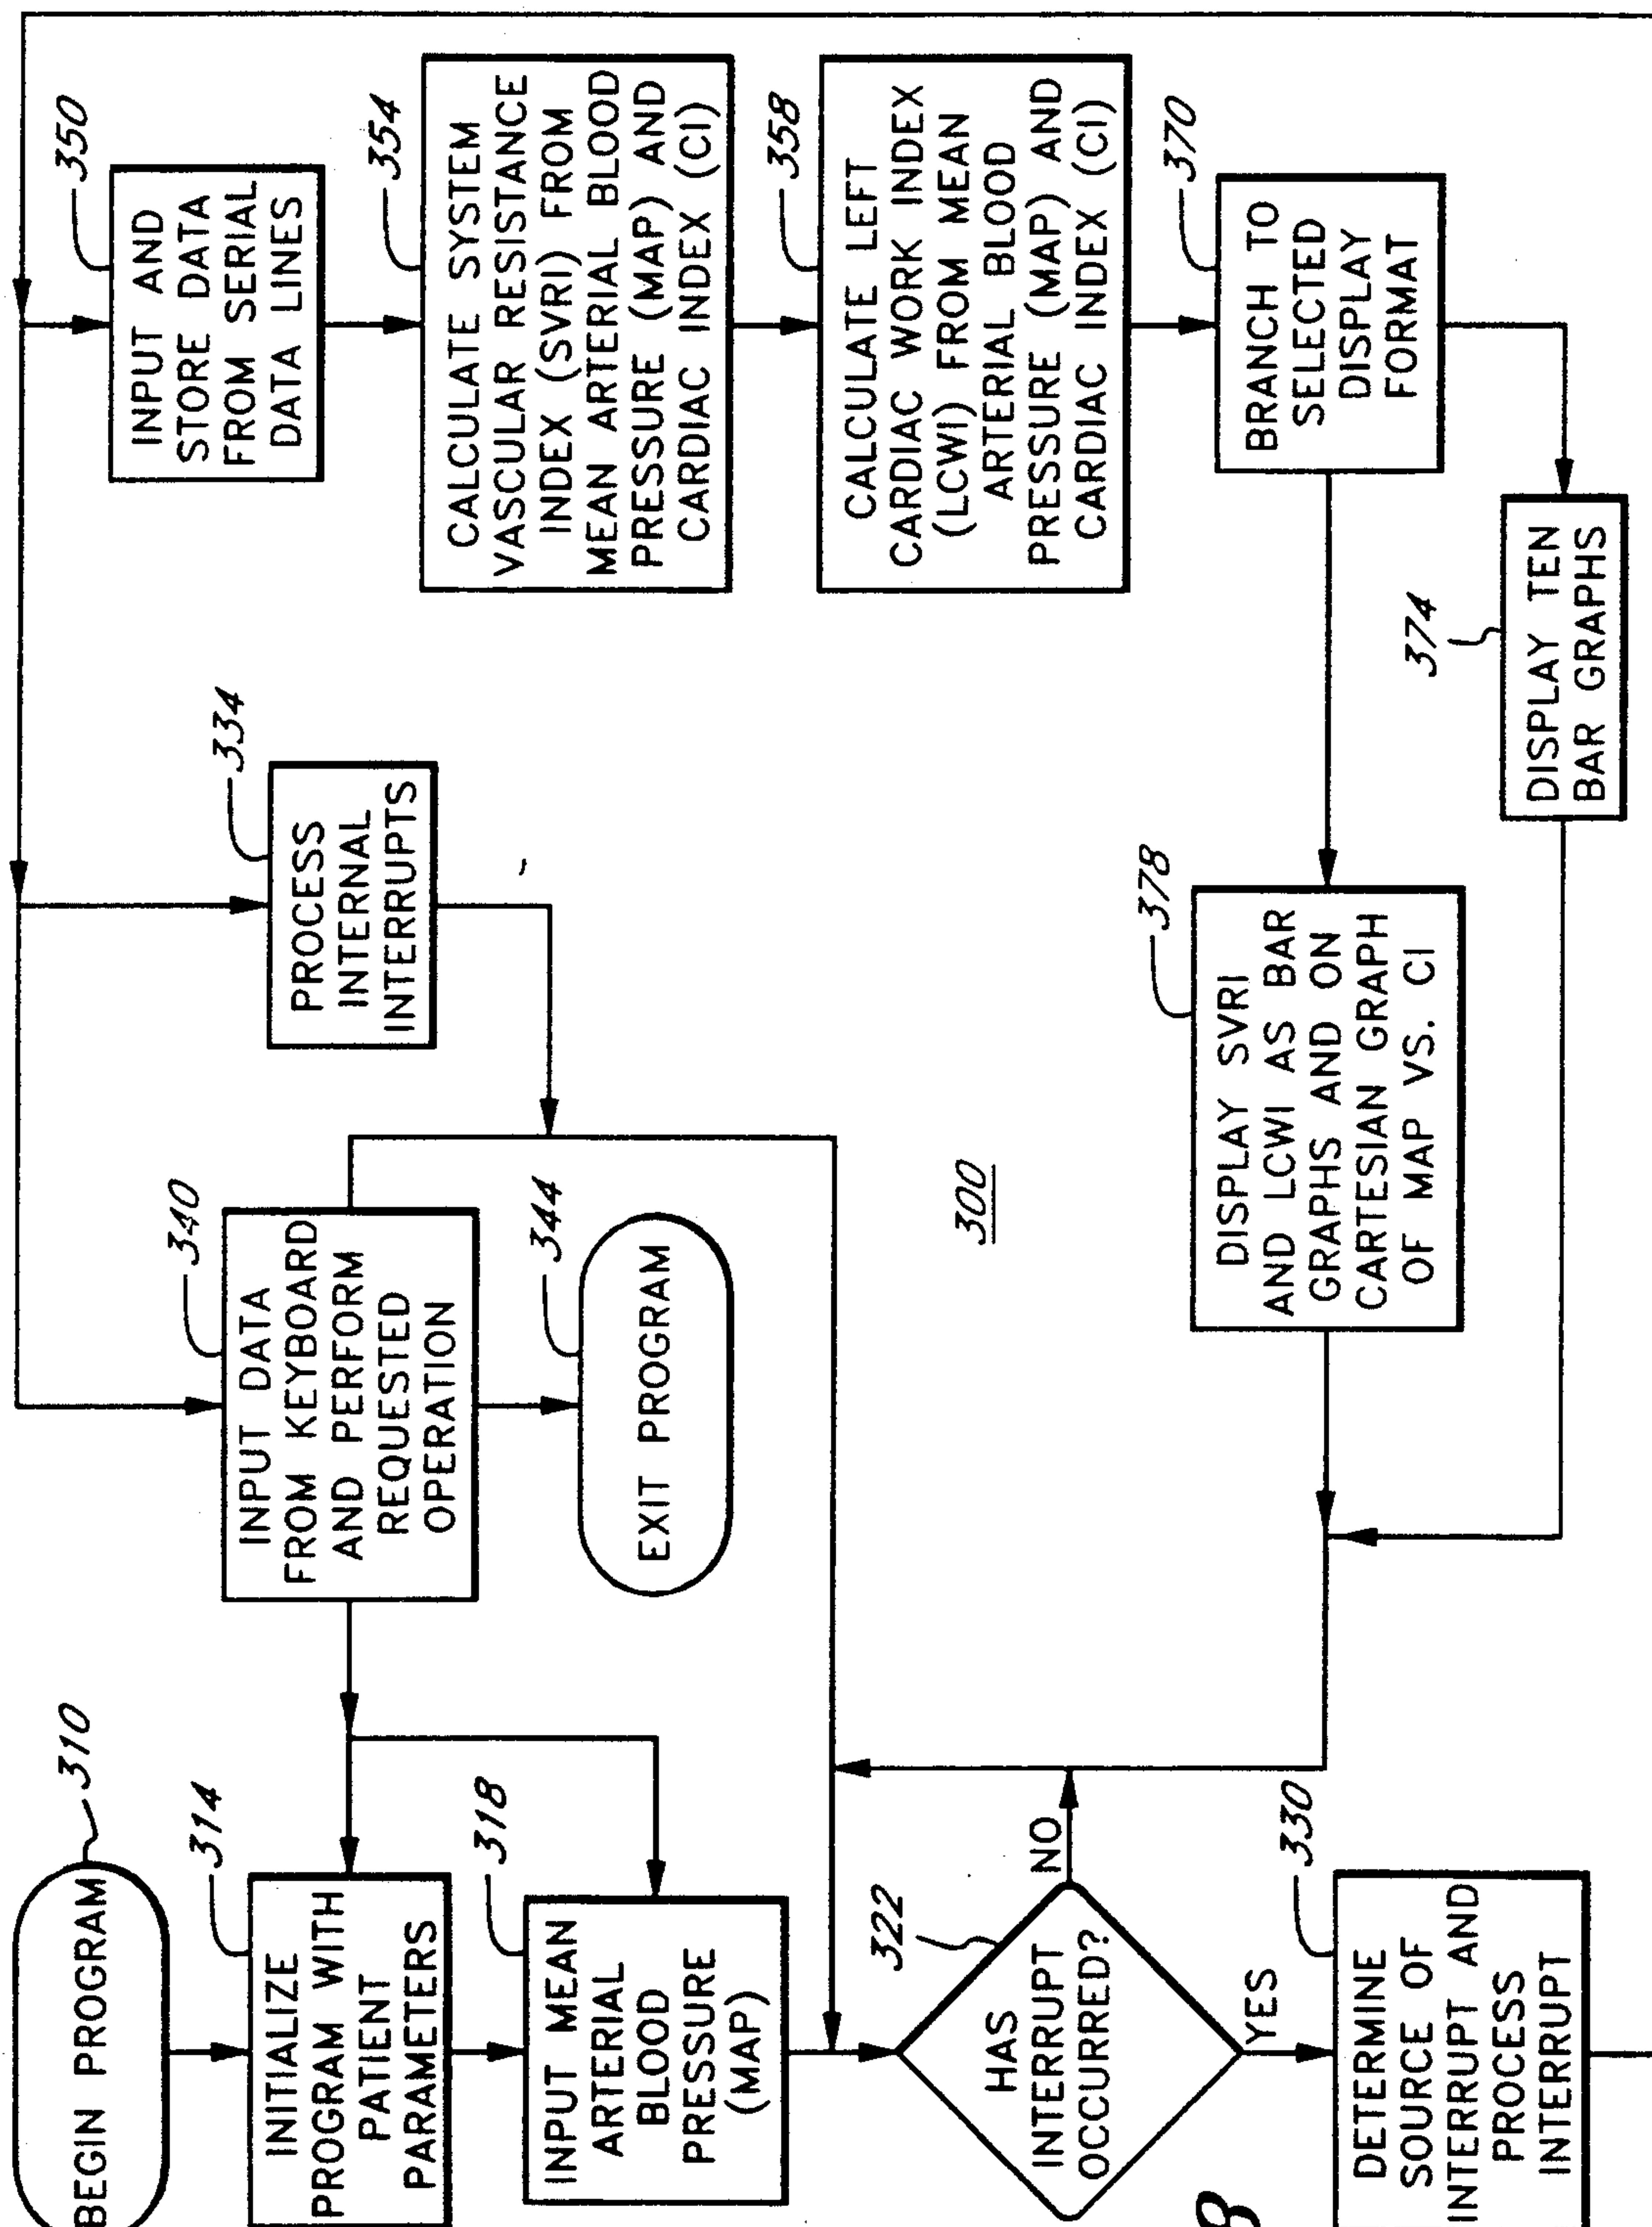 BEGIN PROGRAM
310
INITIALIZE
PROGRAM WITH
PATIENT
PARAMETERS
314
INPUT MEAN
ARTERIAL
BLOOD
PRESSURE
(MAP)
318
HAS
INTERRUPT
OCCURRED?
322
NO
YES
DETERMINE
SOURCE OF
INTERRUPT AND
PROCESS
INTERRUPT
330
8
INPUT DATA
FROM KEYBOARD
AND PERFORM
REQUESTED
OPERATION
340
EXIT PROGRAM
344
PROCESS
INTERNAL
INTERRUPTS
334
300
INPUT AND
STORE DATA
FROM SERIAL
DATA LINES
350
CALCULATE SYSTEM
VASCULAR RESISTANCE
INDEX (SVRI) FROM
MEAN ARTERIAL BLOOD
PRESSURE (MAP) AND
CARDIAC INDEX (CI)
354
CALCULATE LEFT
CARDIAC WORK INDEX
(LCWI) FROM MEAN
ARTERIAL BLOOD
PRESSURE (MAP) AND
CARDIAC INDEX (CI)
358
BRANCH TO
SELECTED
DISPLAY
FORMAT
370
DISPLAY TEN
BAR GRAPHS
374
DISPLAY SVRI
AND LCWI AS BAR
GRAPHS AND ON
CARTESIAN GRAPH
OF MAP VS. CI
378